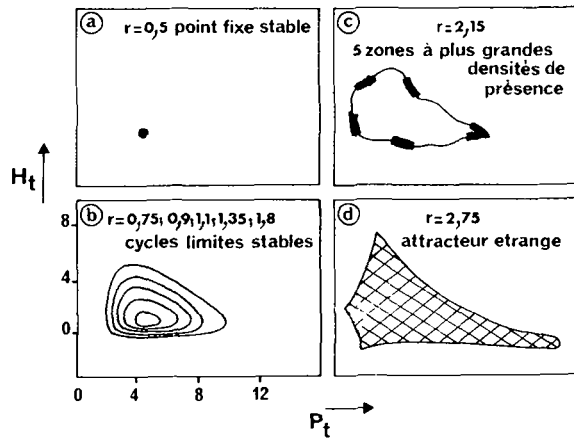 a
r=0,5 point fixe stable
c
r=2,15
5 zones à plus grandes
densités de
présence
H_t
b
r=0,75; 0,9; 1,1; 1,35; 1,8
cycles limites stables
8
4
0
d
r=2,75
attracteur etrange
0 4 8 12
P_t